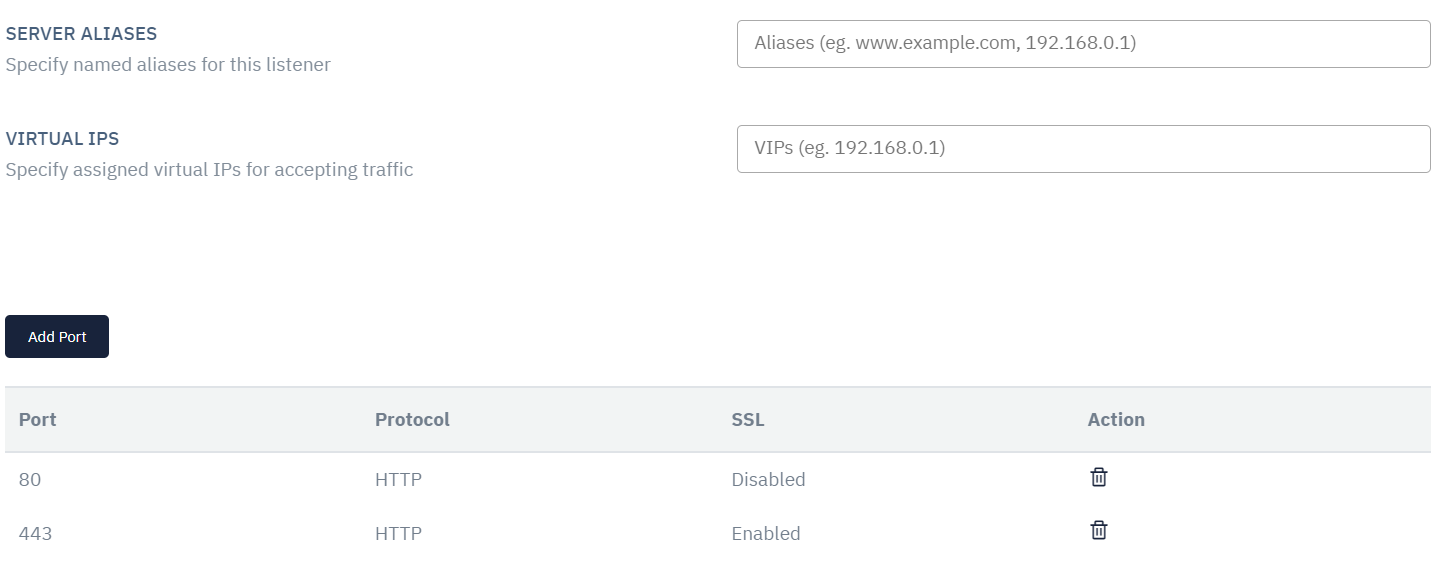 SERVER ALIASES
Aliases (eg. www.example.com, 192.168.0.1)
Specify named aliases for this listener
VIRTUAL IPS
VIPs (eg. 192.168.0.1)
Specify assigned virtual IPs for accepting traffic
Add Port
Port Protocol SSL Action
80 HTTP Disabled
443 HTTP Enabled